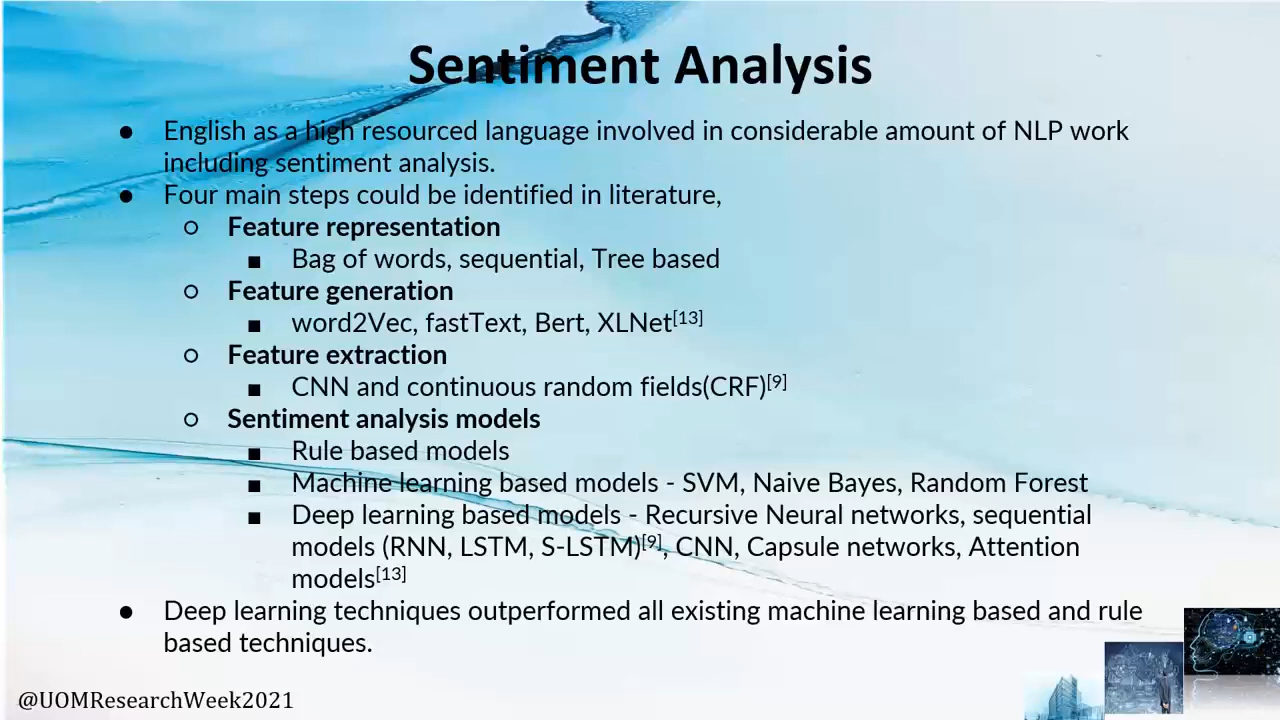 Sentiment Analysis
● English as a high resourced language involved in considerable amount of NLP work
including sentiment analysis.
● Four main steps could be identified in literature,
○ Feature representation
■ Bag of words, sequential, Tree based
○ Feature generation
■ word2Vec, fastText, Bert, XLNet[13]
○ Feature extraction
■ CNN and continuous random fields(CRF)[9]
○ Sentiment analysis models
■ Rule based models
■ Machine learning based models - SVM, Naive Bayes, Random Forest
■ Deep learning based models - Recursive Neural networks, sequential
models (RNN, LSTM, S-LSTM)[9], CNN, Capsule networks, Attention
models[13]
● Deep learning techniques outperformed all existing machine learning based and rule
based techniques.
@UOMResearchWeek2021